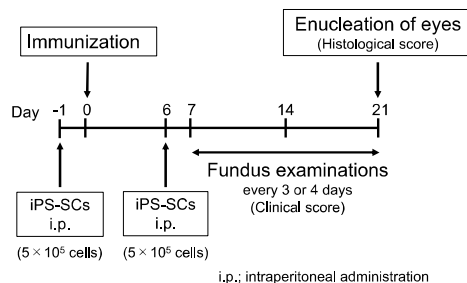 Enucleation of eyes
(Histological score)
Immunization
Day -1 0 6 7 14 21
iPS-SCs
i.p.
(5 × 10⁵ cells)
iPS-SCs
i.p.
(5 × 10⁵ cells)
Fundus examinations
every 3 or 4 days
(Clinical score)
i.p.; intraperitoneal administration